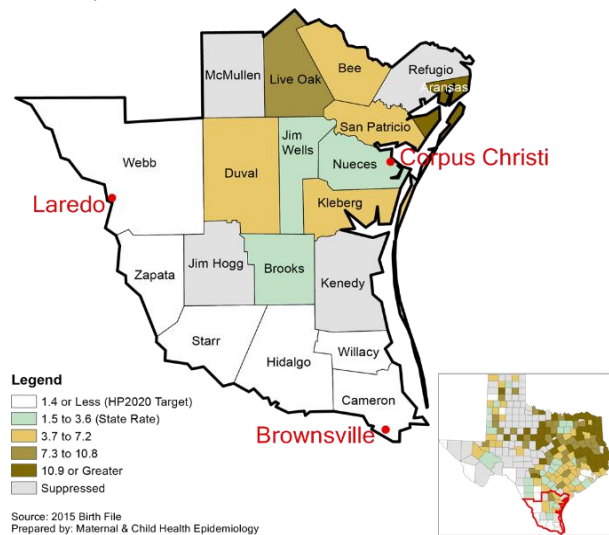 McMullen
Live Oak
Bee
Refugio
Aransas
San Patricio
Jim
Wells
Webb
Duval
Nueces
Corpus Christi
Laredo
Kleberg
Zapata
Jim Hogg
Brooks
Kenedy
Starr
Hidalgo
Willacy
Cameron
Brownsville
Legend
1.4 or Less (HP2020 Target)
1.5 to 3.6 (State Rate)
3.7 to 7.2
7.3 to 10.8
10.9 or Greater
Suppressed
Source: 2015 Birth File
Prepared by: Maternal & Child Health Epidemiology